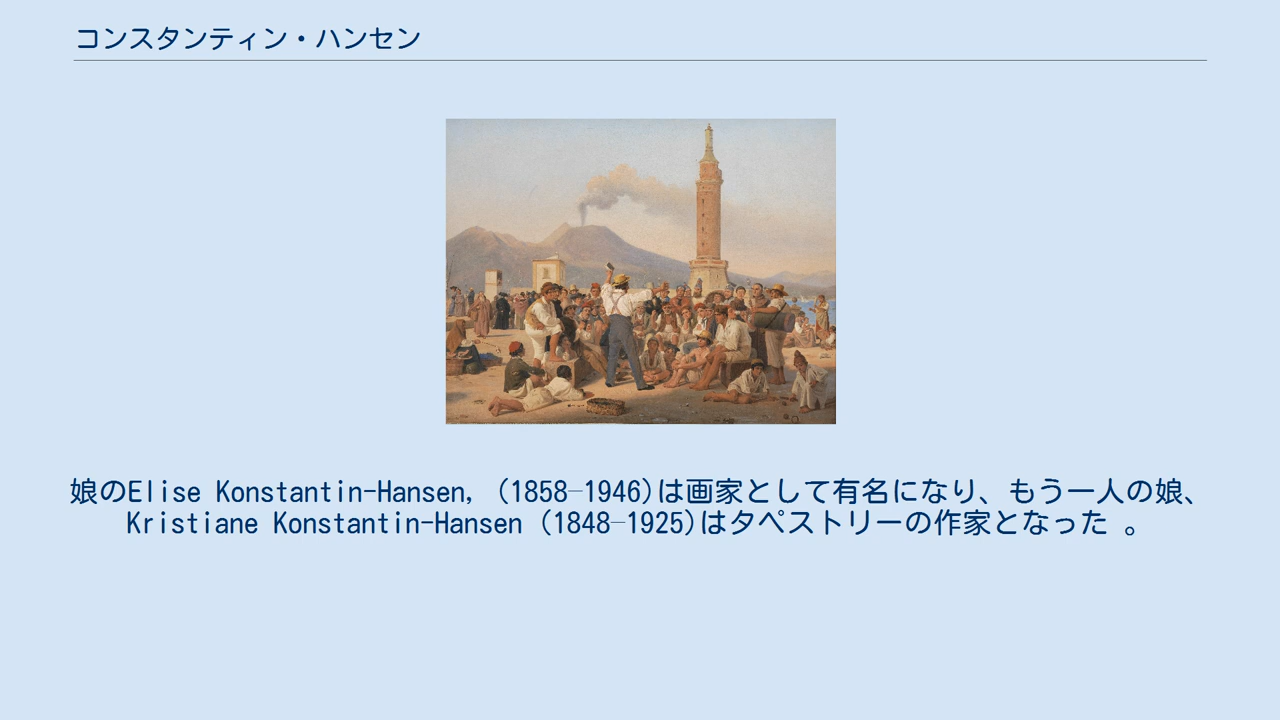 コンスタンティン・ハンセン
娘のElise Konstantin-Hansen, (1858–1946)は画家として有名になり、もう一人の娘、
Kristiane Konstantin-Hansen (1848–1925)はタペストリーの作家となった 。